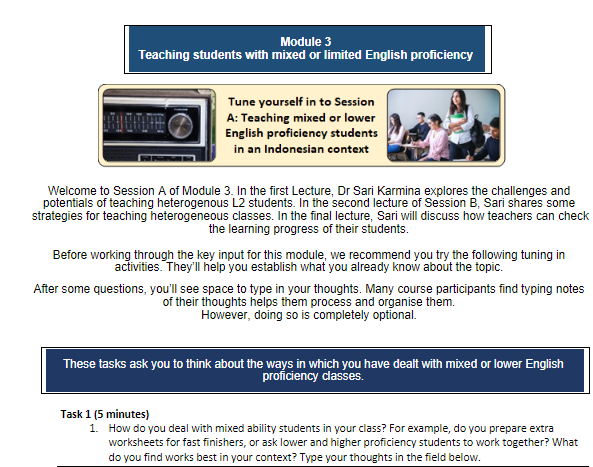 Module 3
Teaching students with mixed or limited English proficiency
Tune yourself in to Session
A: Teaching mixed or lower
English proficiency students
in an Indonesian context
Welcome to Session A of Module 3. In the first Lecture, Dr Sari Karmina explores the challenges and
potentials of teaching heterogenous L2 students. In the second lecture of Session B, Sari shares some
strategies for teaching heterogeneous classes. In the final lecture, Sari will discuss how teachers can check
the learning progress of their students.
Before working through the key input for this module, we recommend you try the following tuning in
activities. They’ll help you establish what you already know about the topic.
After some questions, you’ll see space to type in your thoughts. Many course participants find typing notes
of their thoughts helps them process and organise them.
However, doing so is completely optional.
These tasks ask you to think about the ways in which you have dealt with mixed or lower English
proficiency classes.
Task 1 (5 minutes)
1. How do you deal with mixed ability students in your class? For example, do you prepare extra
worksheets for fast finishers, or ask lower and higher proficiency students to work together? What
do you find works best in your context? Type your thoughts in the field below.